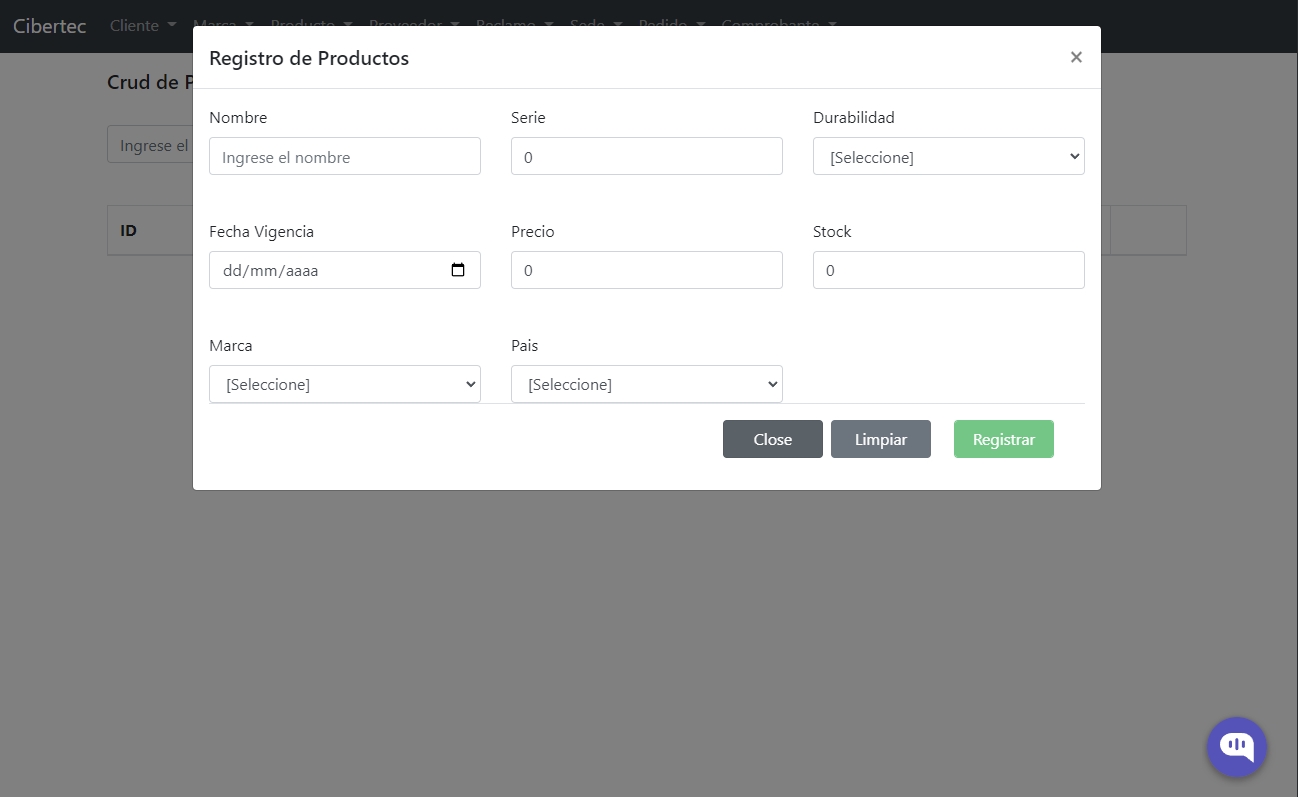 Cibertec Cliente Marca Producto Proveedor Reclamo Sede Pedido Comprobante
Registro de Productos ×
Crud de
Nombre Serie Durabilidad
Ingrese el
Ingrese el nombre 0 [Seleccione]
ID
Fecha Vigencia Precio Stock
dd/mm/aaaa 0 0
Marca Pais
[Seleccione] [Seleccione]
Close Limpiar Registrar